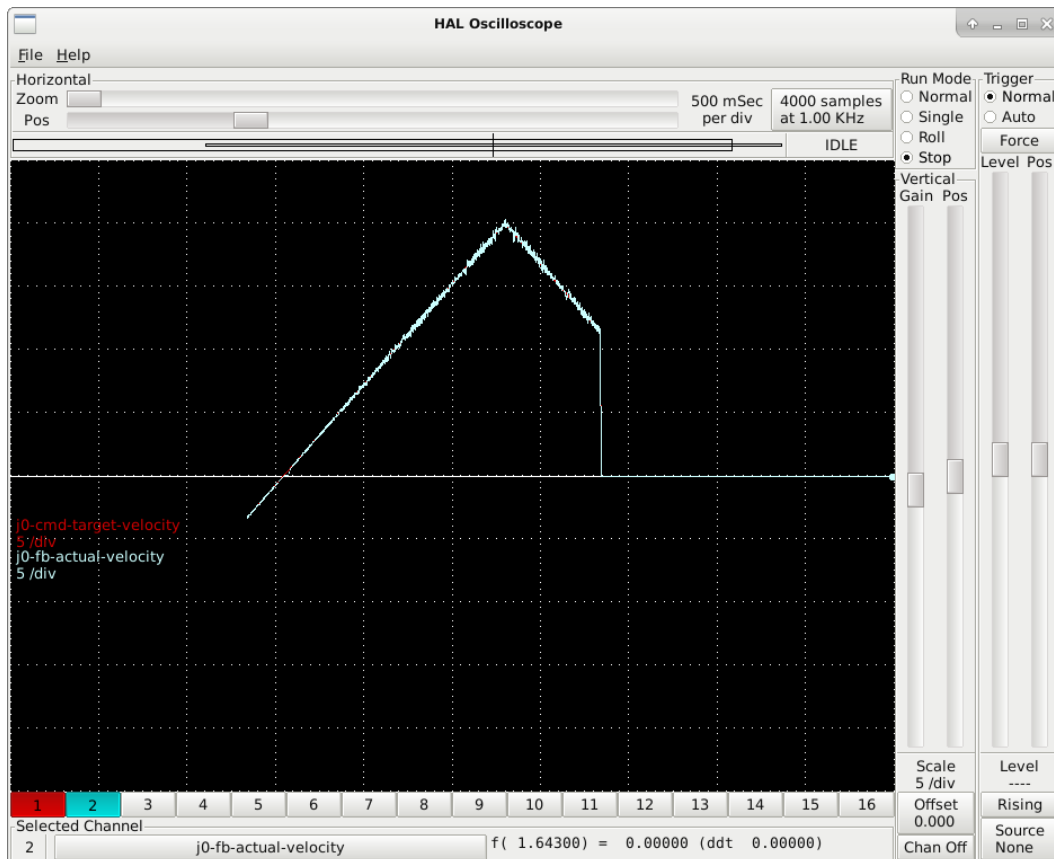 HAL Oscilloscope
File Help
Horizontal
Zoom
Pos
500 mSec
per div
4000 samples
at 1.00 KHz
IDLE
Run Mode
Normal
Single
Roll
Stop
Trigger
Normal
Auto
Force
Level Pos
Vertical
Gain Pos
j0-cmd-target-velocity
5 /div
j0-fb-actual-velocity
5 /div
Scale
5 /div
Offset
0.000
Chan Off
Level
----
Rising
Source
None
1 2 3 4 5 6 7 8 9 10 11 12 13 14 15 16
Selected Channel
2 j0-fb-actual-velocity f( 1.64300) = 0.00000 (ddt 0.00000)